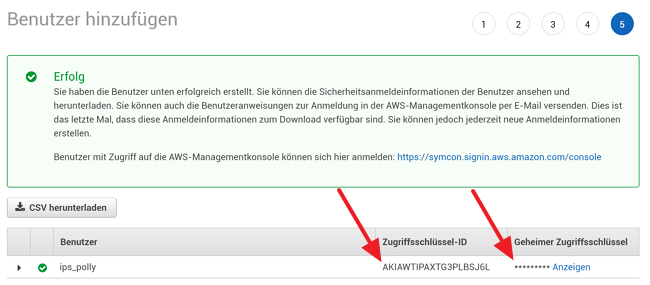 Benutzer hinzufügen
1 2 3 4 5
Erfolg
Sie haben die Benutzer unten erfolgreich erstellt. Sie können die Sicherheitsanmeldeinformationen der Benutzer ansehen und
herunterladen. Sie können auch die Benutzeranweisungen zur Anmeldung in der AWS-Managementkonsole per E-Mail versenden. Dies ist
das letzte Mal, dass diese Anmeldeinformationen zum Download verfügbar sind. Sie können jedoch jederzeit neue Anmeldeinformationen
erstellen.
Benutzer mit Zugriff auf die AWS-Managementkonsole können sich hier anmelden: https://symcon.signin.aws.amazon.com/console
CSV herunterladen
Benutzer Zugriffsschlüssel-ID Geheimer Zugriffsschlüssel
ips_polly AKIAWTIPAXTG3PLBSJ6L ********* Anzeigen